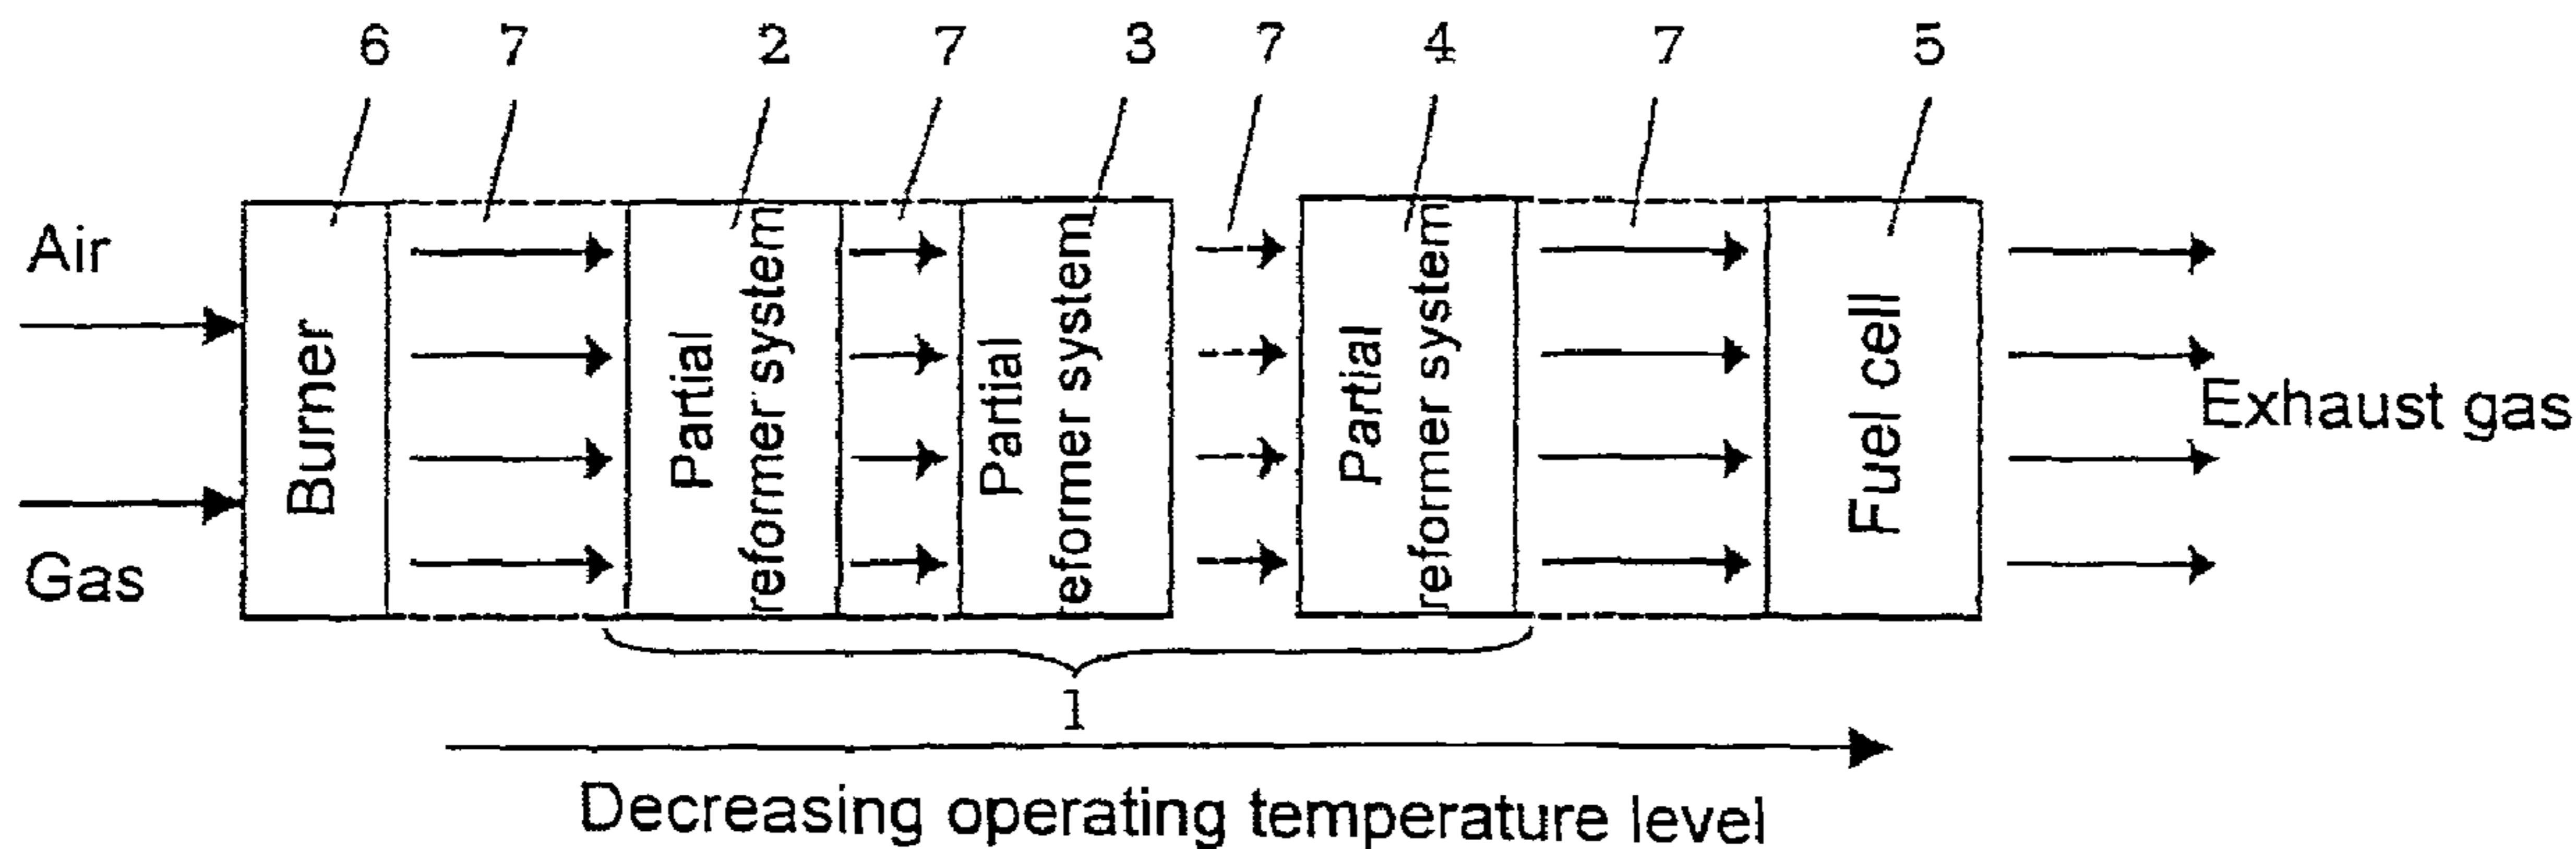 6 7 2 7 3 7 4 7 5
Air
Gas
Burner
Partial
reformer system
Partial
eformer system
Partial
reformer system
Fuel cell
Exhaust gas
1
Decreasing operating temperature level